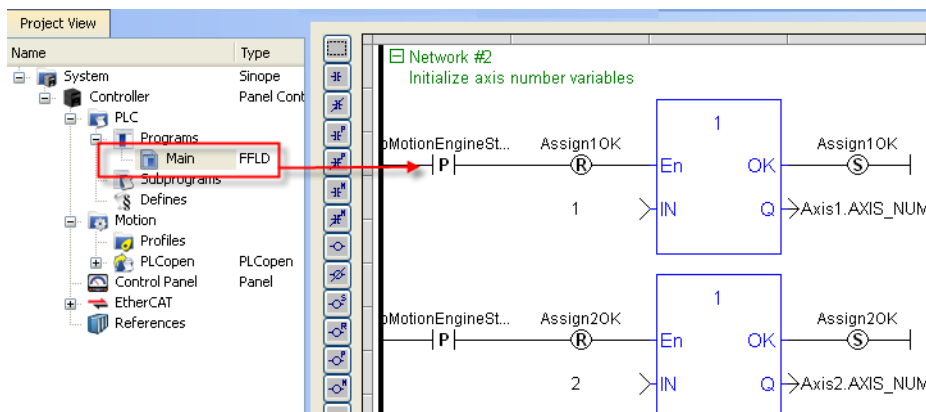 Project View
Name Type
System Sinope
Controller Panel Cont
PLC
Programs
Main FFLD
Subprograms
Defines
Motion
Profiles
PLCopen PLCopen
Control Panel Panel
EtherCAT
References
Network #2
Initialize axis number variables
1
bMotionEngineSt... Assign1OK Assign1OK
P R En OK S
1 IN Q Axis1.AXIS_NUM
1
bMotionEngineSt... Assign2OK Assign2OK
P R En OK S
2 IN Q Axis2.AXIS_NUM